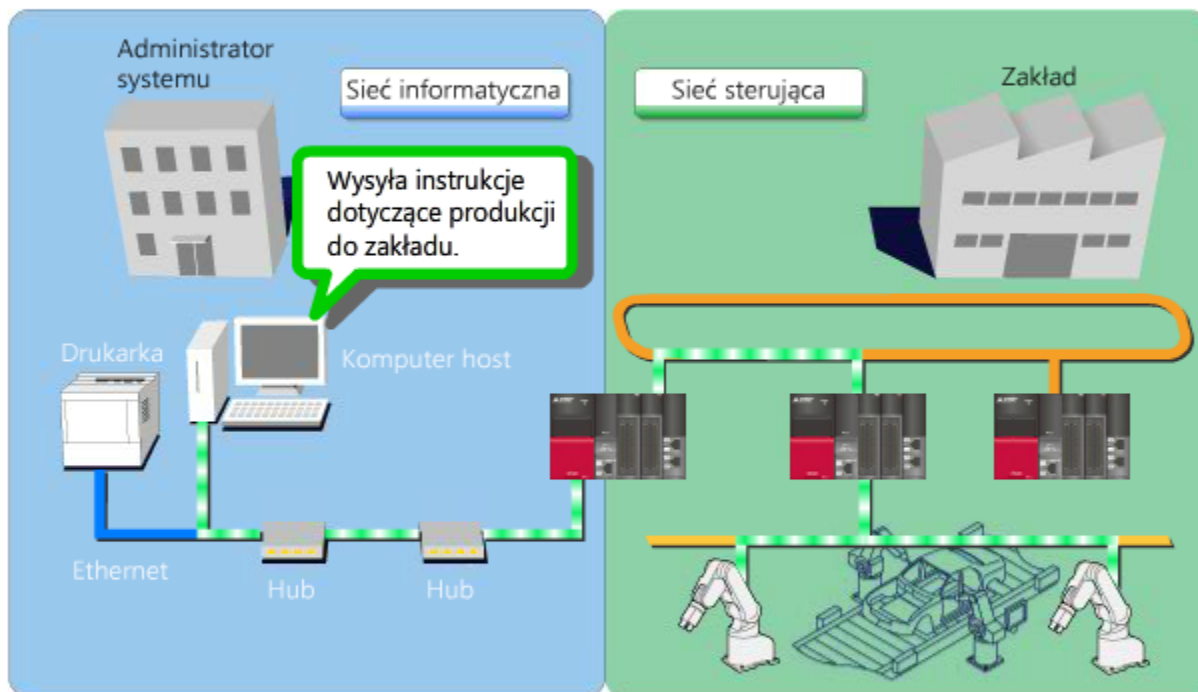 Administrator
systemu
Sieć informatyczna
Sieć sterująca
Zakład
Wysyła instrukcje
dotyczące produkcji
do zakładu.
Drukarka
Komputer host
Ethernet
Hub
Hub